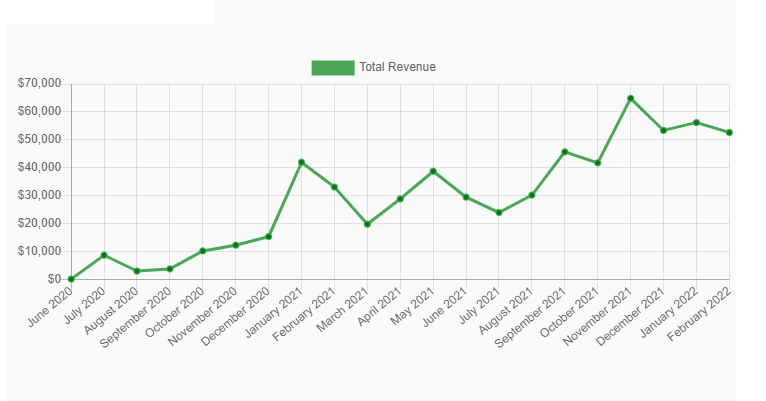 Total Revenue
$70,000
$60,000
$50,000
$40,000
$30,000
$20,000
$10,000
$0
June 2020
July 2020
August 2020
September 2020
October 2020
November 2020
December 2020
January 2021
February 2021
March 2021
April 2021
May 2021
June 2021
July 2021
August 2021
September 2021
October 2021
November 2021
December 2021
January 2022
February 2022